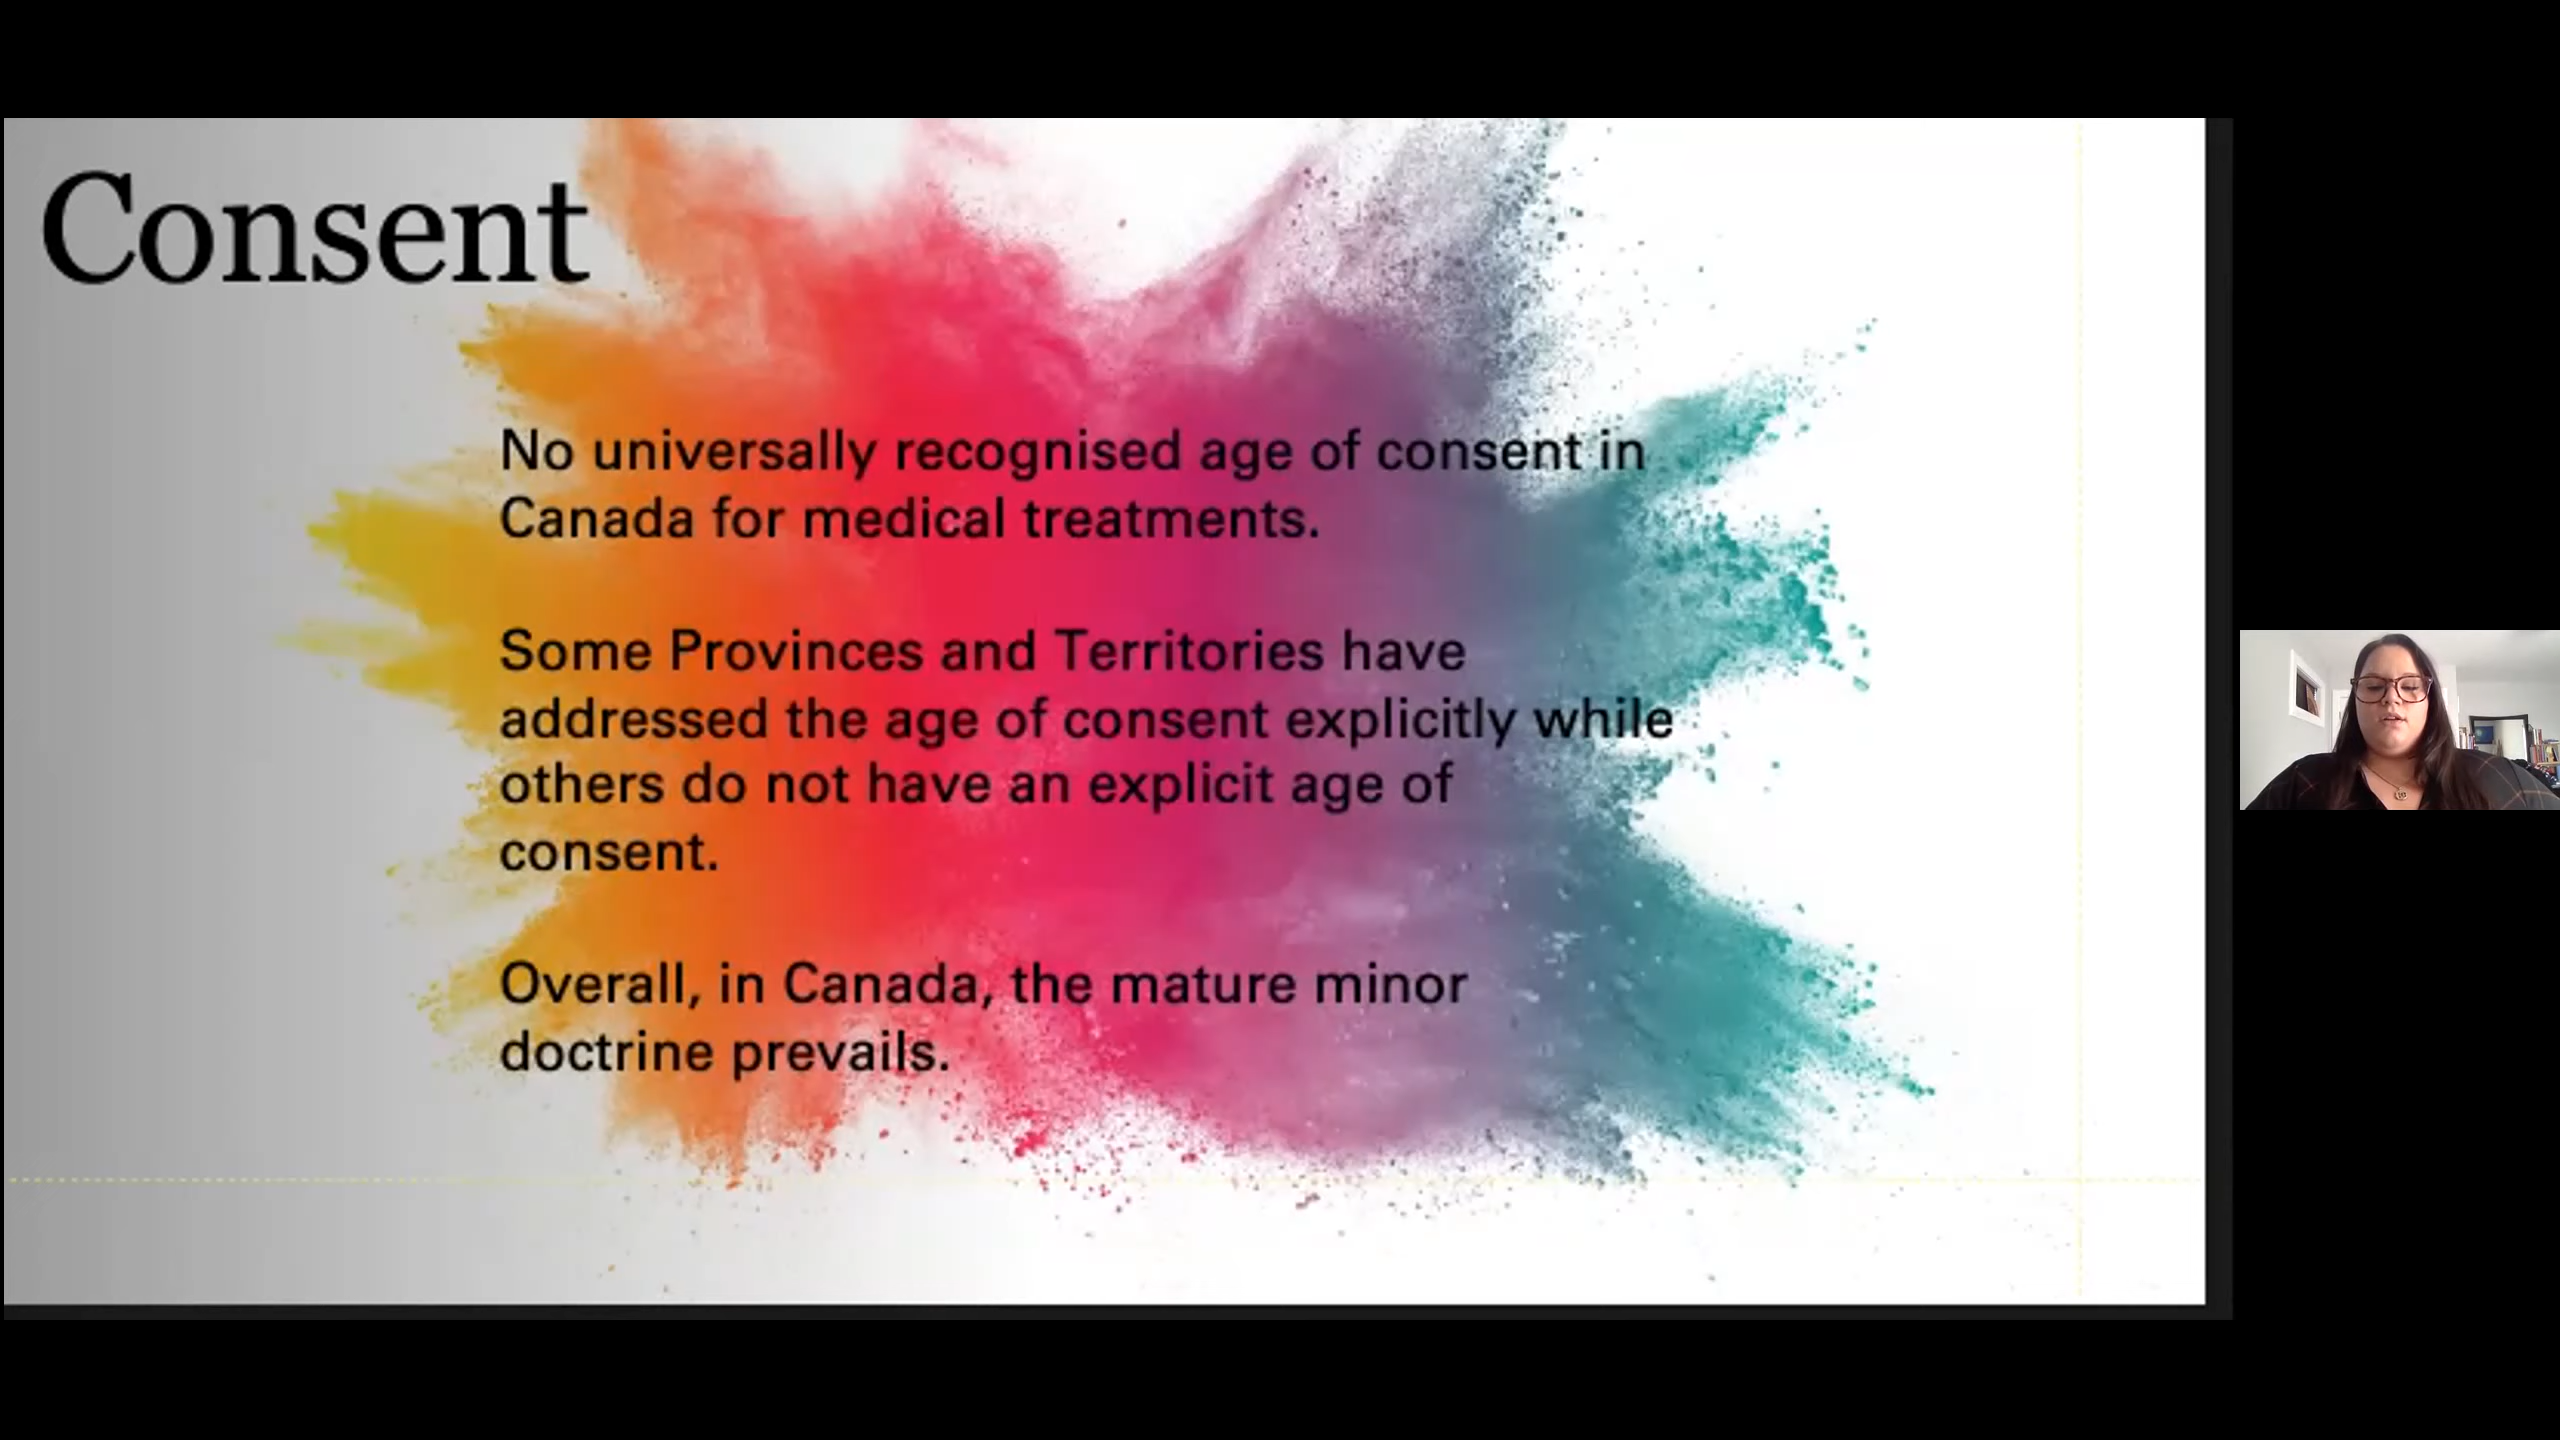 Consent
No universally recognised age of consent in
Canada for medical treatments.
Some Provinces and Territories have
addressed the age of consent explicitly while
others do not have an explicit age of
consent.
Overall, in Canada, the mature minor
doctrine prevails.